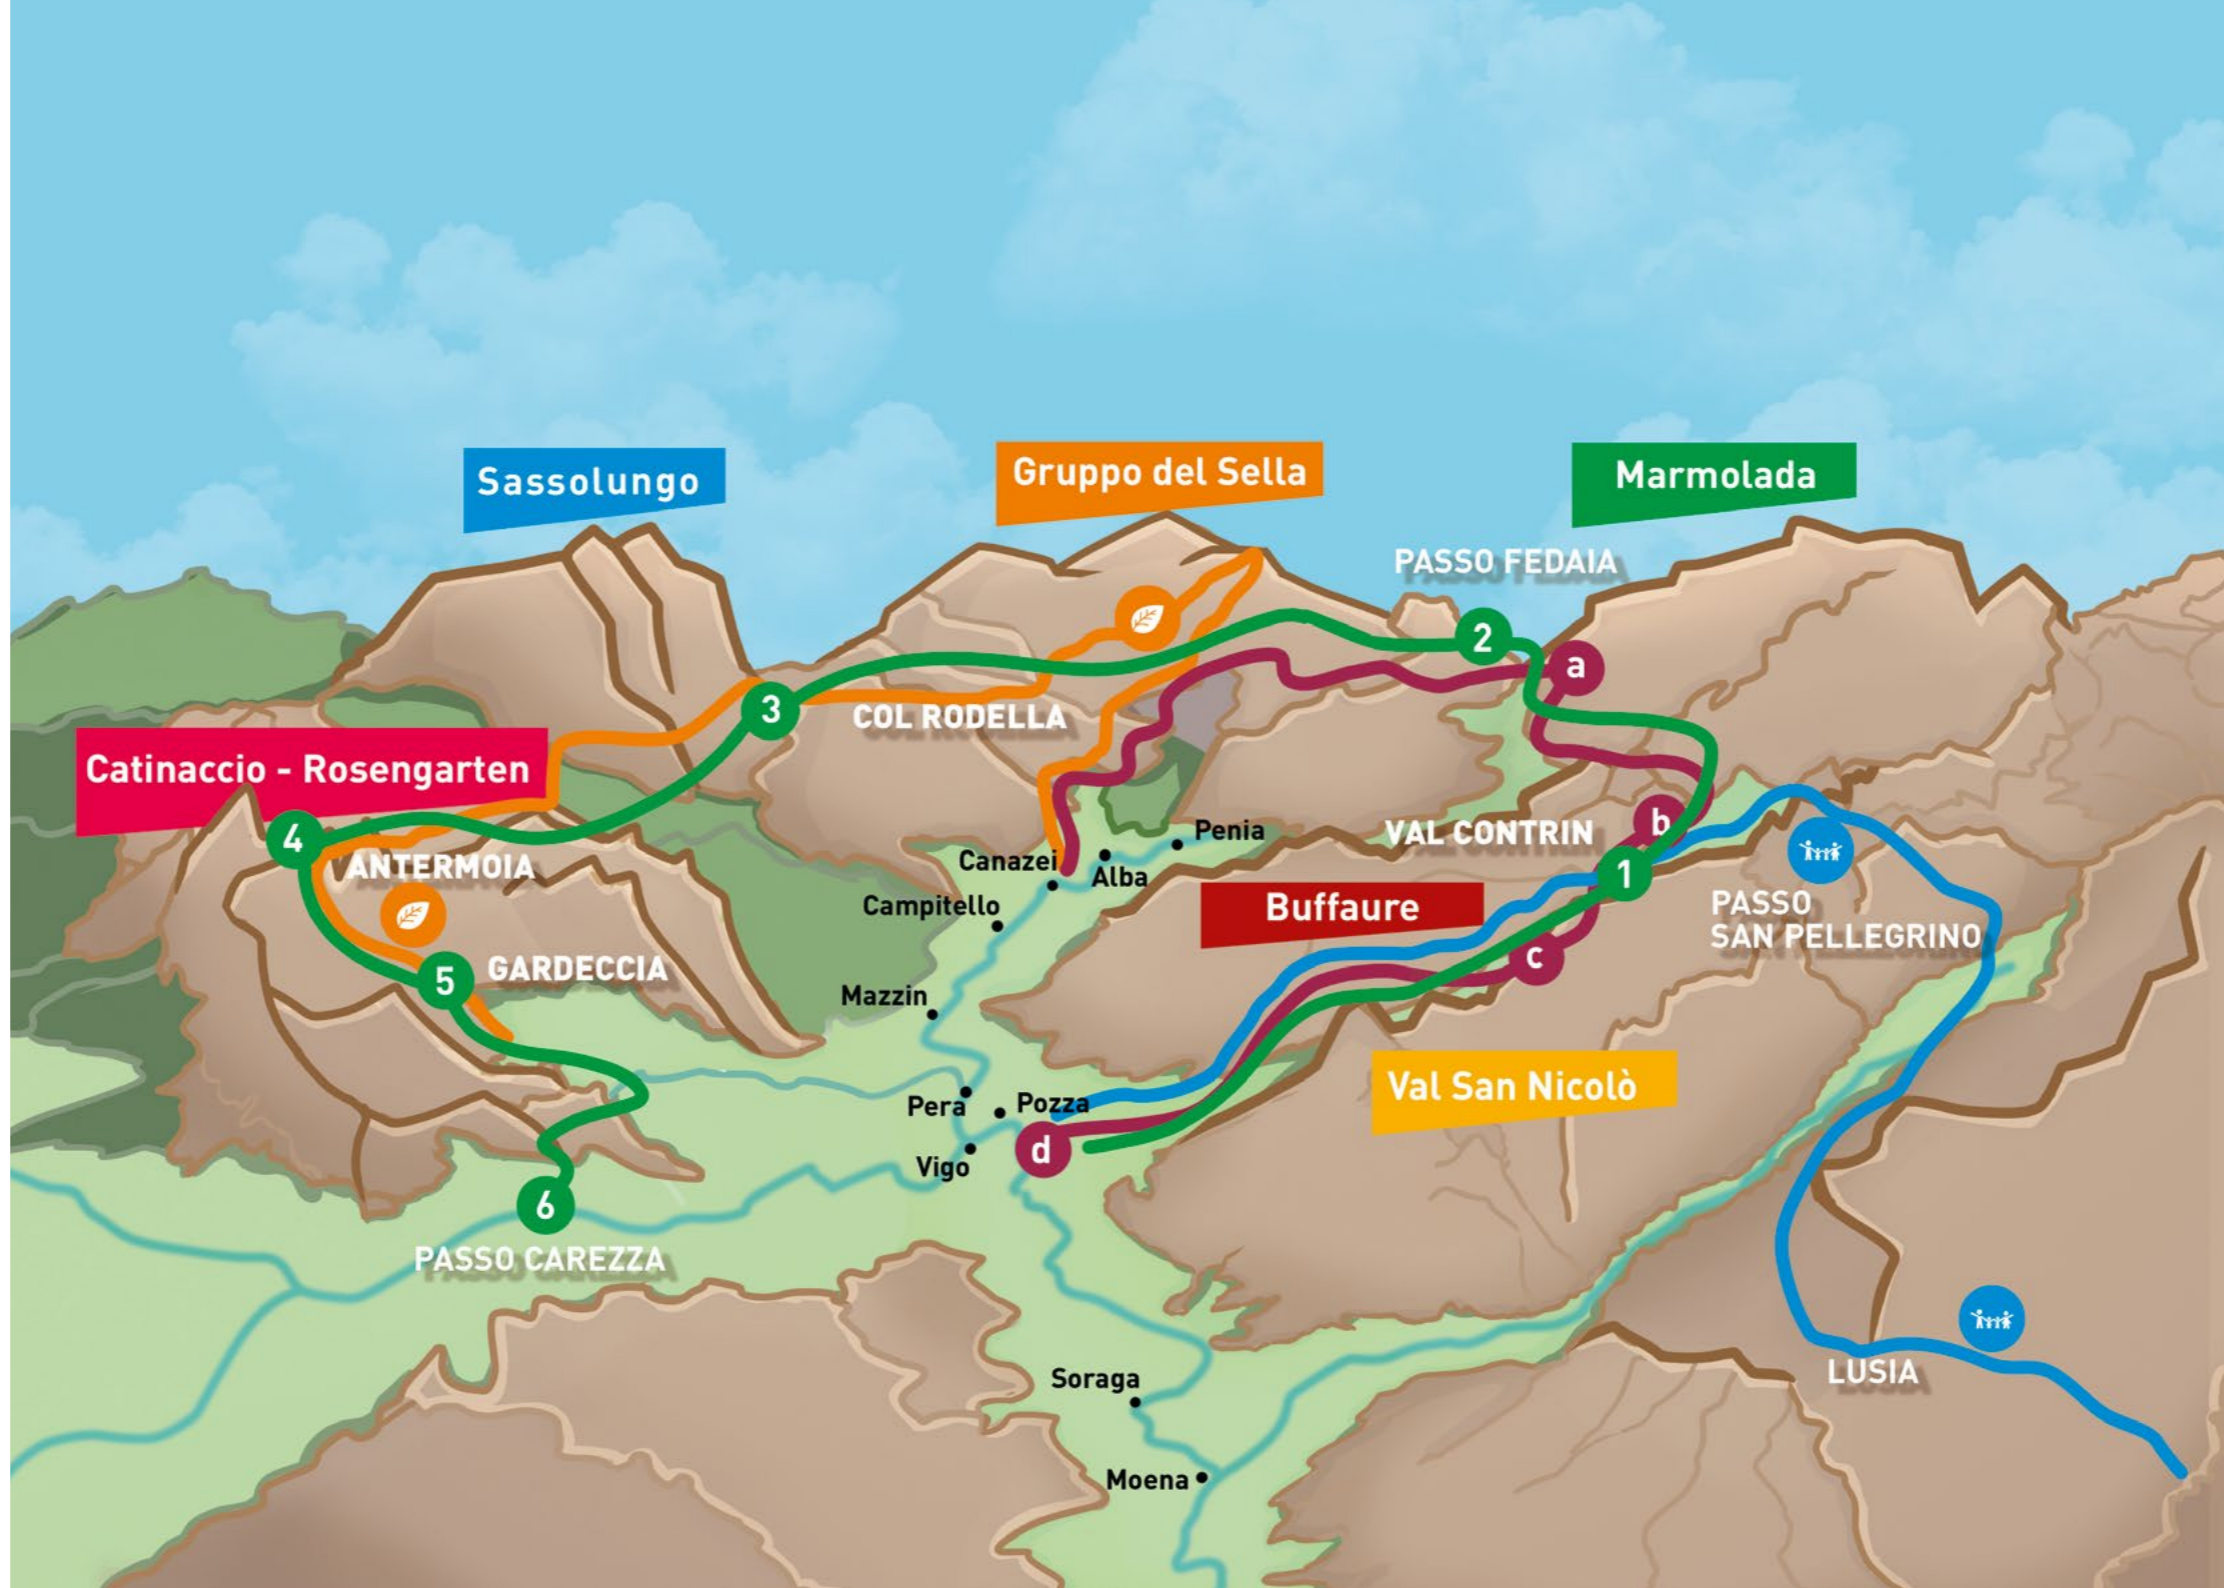 Sassolungo
Gruppo del Sella
Marmolada
PASSO FEDAIA
2
a
3
COL RODELLA
Catinaccio - Rosengarten
4
ANTERMOIA
Penia
Canazei
Alba
VAL CONTRIN
b
1
Campitello
Buffaure
PASSO
SAN PELLEGRINO
5
GARDECCIA
c
Mazzin
Val San Nicolò
Pera
Pozza
d
Vigo
6
PASSO CAREZZA
Soraga
LUSIA
Moena